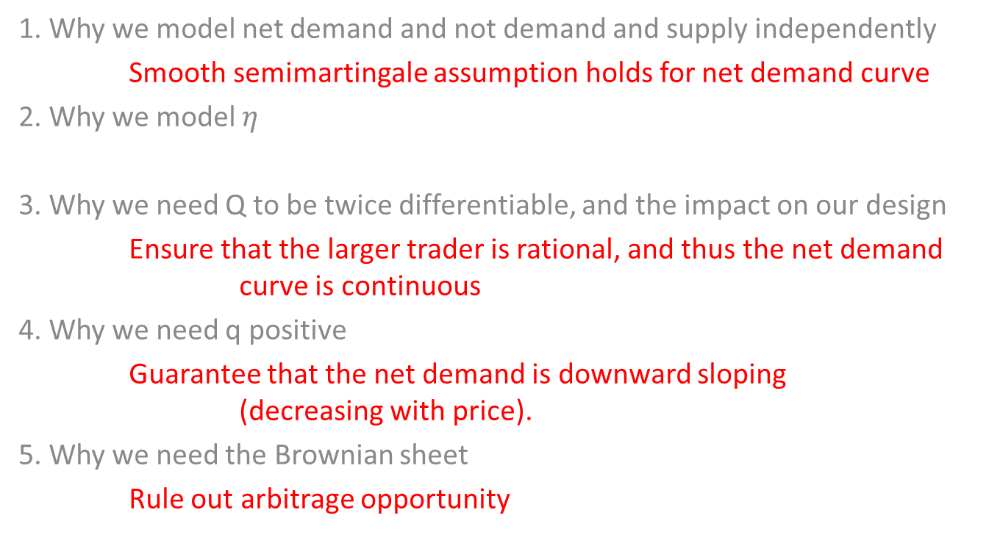 1. Why we model net demand and not demand and supply independently
Smooth semimartingale assumption holds for net demand curve
2. Why we model η
3. Why we need Q to be twice differentiable, and the impact on our design
Ensure that the larger trader is rational, and thus the net demand
curve is continuous
4. Why we need q positive
Guarantee that the net demand is downward sloping
(decreasing with price).
5. Why we need the Brownian sheet
Rule out arbitrage opportunity